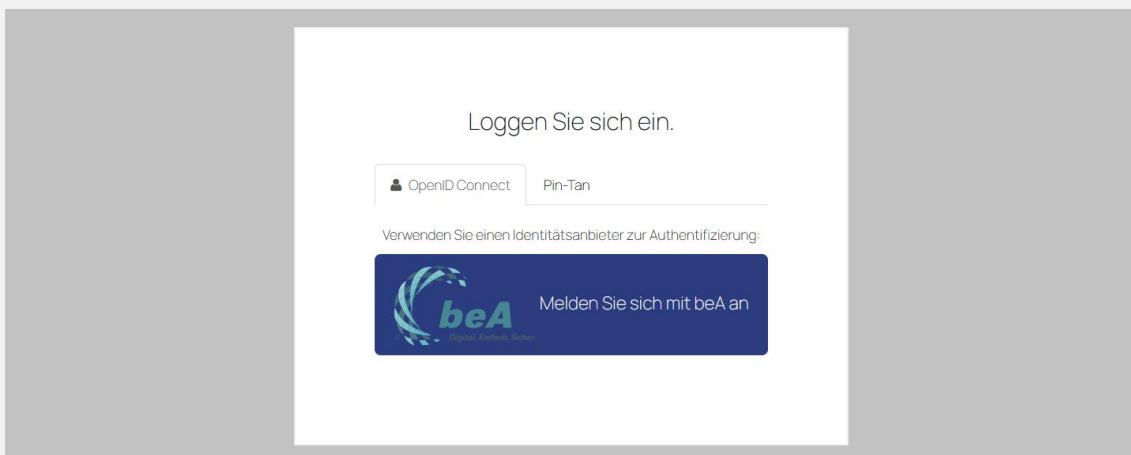 Loggen Sie sich ein.
OpenID Connect
Pin-Tan
Verwenden Sie einen Identitätsanbieter zur Authentifizierung:
beA
Digital. Einfach. Sicher.
Melden Sie sich mit beA an